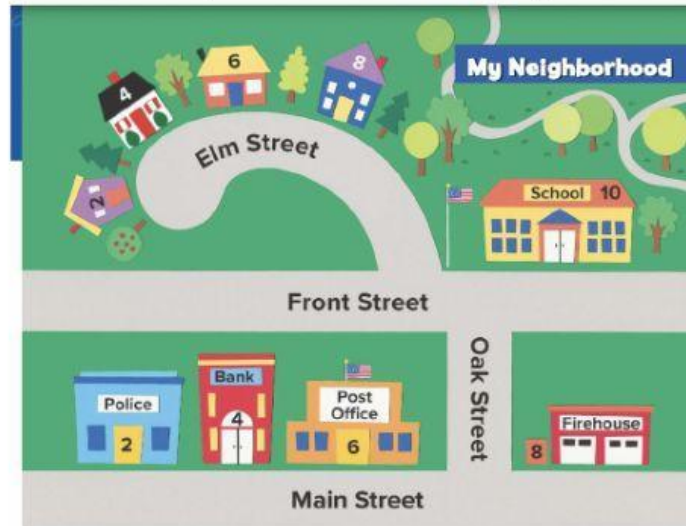 My Neighborhood
4
6
8
2
Elm Street
School 10
Front Street
Oak Street
Police
2
Bank
4
Post
Office
6
Firehouse
8
Main Street